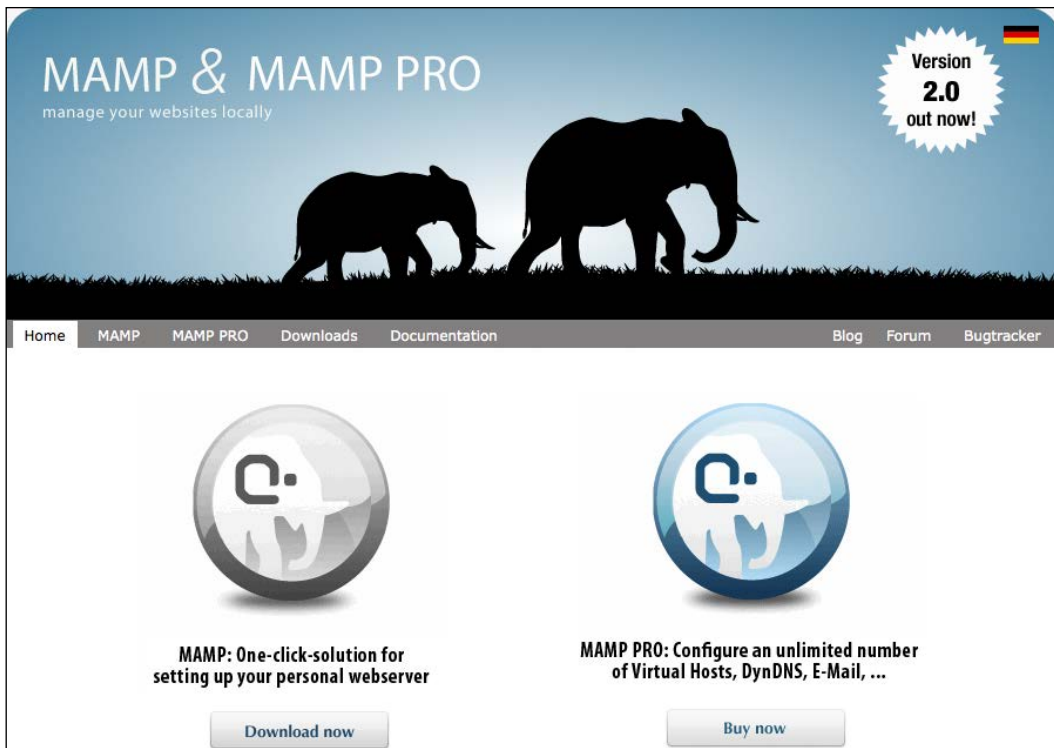 MAMP & MAMP PRO
manage your websites locally
Version
2.0
out now!
Home MAMP MAMP PRO Downloads Documentation Blog Forum Bugtracker
MAMP: One-click-solution for
setting up your personal webserver
Download now
MAMP PRO: Configure an unlimited number
of Virtual Hosts, DynDNS, E-Mail, ...
Buy now